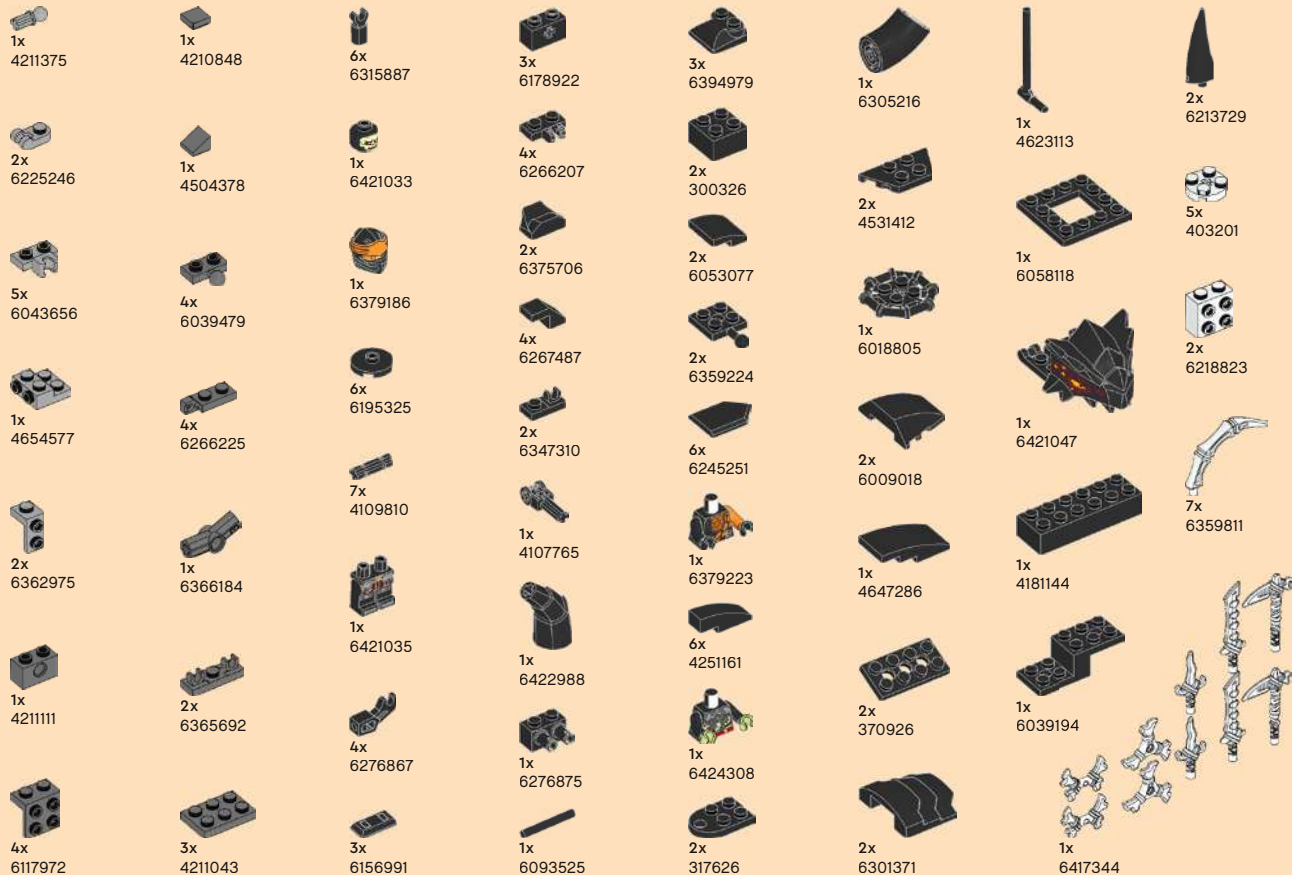 1x
4211375
2x
6225246
5x
6043656
1x
4654577
2x
6362975
1x
4211111
4x
6117972
1x
4210848
1x
4504378
4x
6039479
4x
6266225
1x
6366184
2x
6365692
3x
4211043
6x
6315887
1x
6421033
1x
6379186
6x
6195325
7x
4109810
1x
6421035
4x
6276867
3x
6156991
3x
6178922
4x
6266207
2x
6375706
4x
6267487
2x
6347310
1x
4107765
1x
6422988
1x
6276875
1x
6093525
3x
6394979
2x
300326
2x
6053077
2x
6359224
6x
6245251
1x
6379223
6x
4251161
1x
6424308
2x
317626
1x
6305216
2x
4531412
1x
6018805
2x
6009018
1x
4647286
2x
370926
2x
6301371
1x
4623113
1x
6058118
1x
6421047
1x
4181144
1x
6039194
1x
6417344
2x
6213729
5x
403201
2x
6218823
7x
6359811